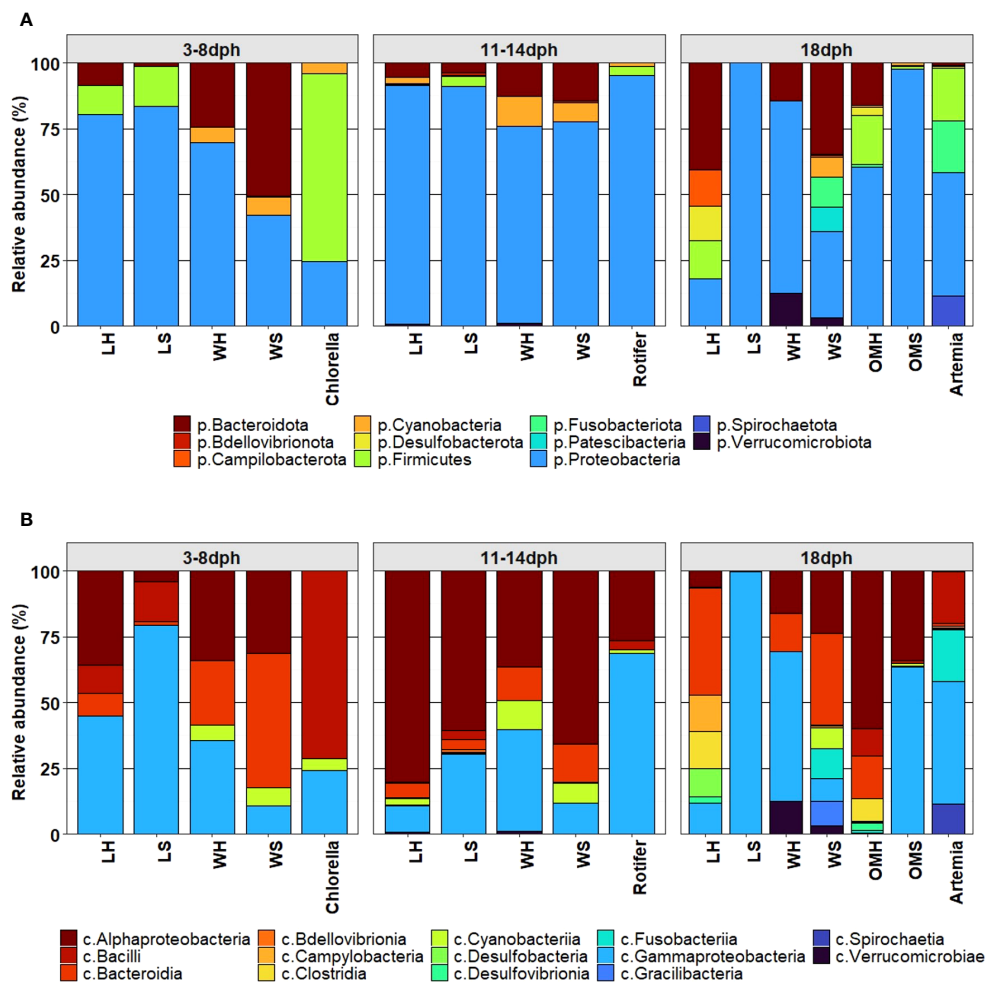 A
3-8dph 11-14dph 18dph
Relative abundance (%)
100
75
50
25
0
LH LS WH WS Chlorella LH LS WH WS Rotifer LH LS WH WS OMH OMS Artemia
p.Bacteroidota p.Cyanobacteria p.Fusobacteriota p.Spirochaetota
p.Bdellovibrionota p.Desulfobacterota p.Patescibacteria p.Verrucomicrobiota
p.Campilobacterota p.Firmicutes p.Proteobacteria
B
3-8dph 11-14dph 18dph
Relative abundance (%)
100
75
50
25
0
LH LS WH WS Chlorella LH LS WH WS Rotifer LH LS WH WS OMH OMS Artemia
c.Alphaproteobacteria c.Bdellovibrionia c.Cyanobacteriia c.Fusobacteriia c.Spirochaetia
c.Bacilli c.Campylobacteria c.Desulfobacteria c.Gammaproteobacteria c.Verrucomicrobiae
c.Bacteroidia c.Clostridia c.Desulfovibrionia c.Gracilibacteria